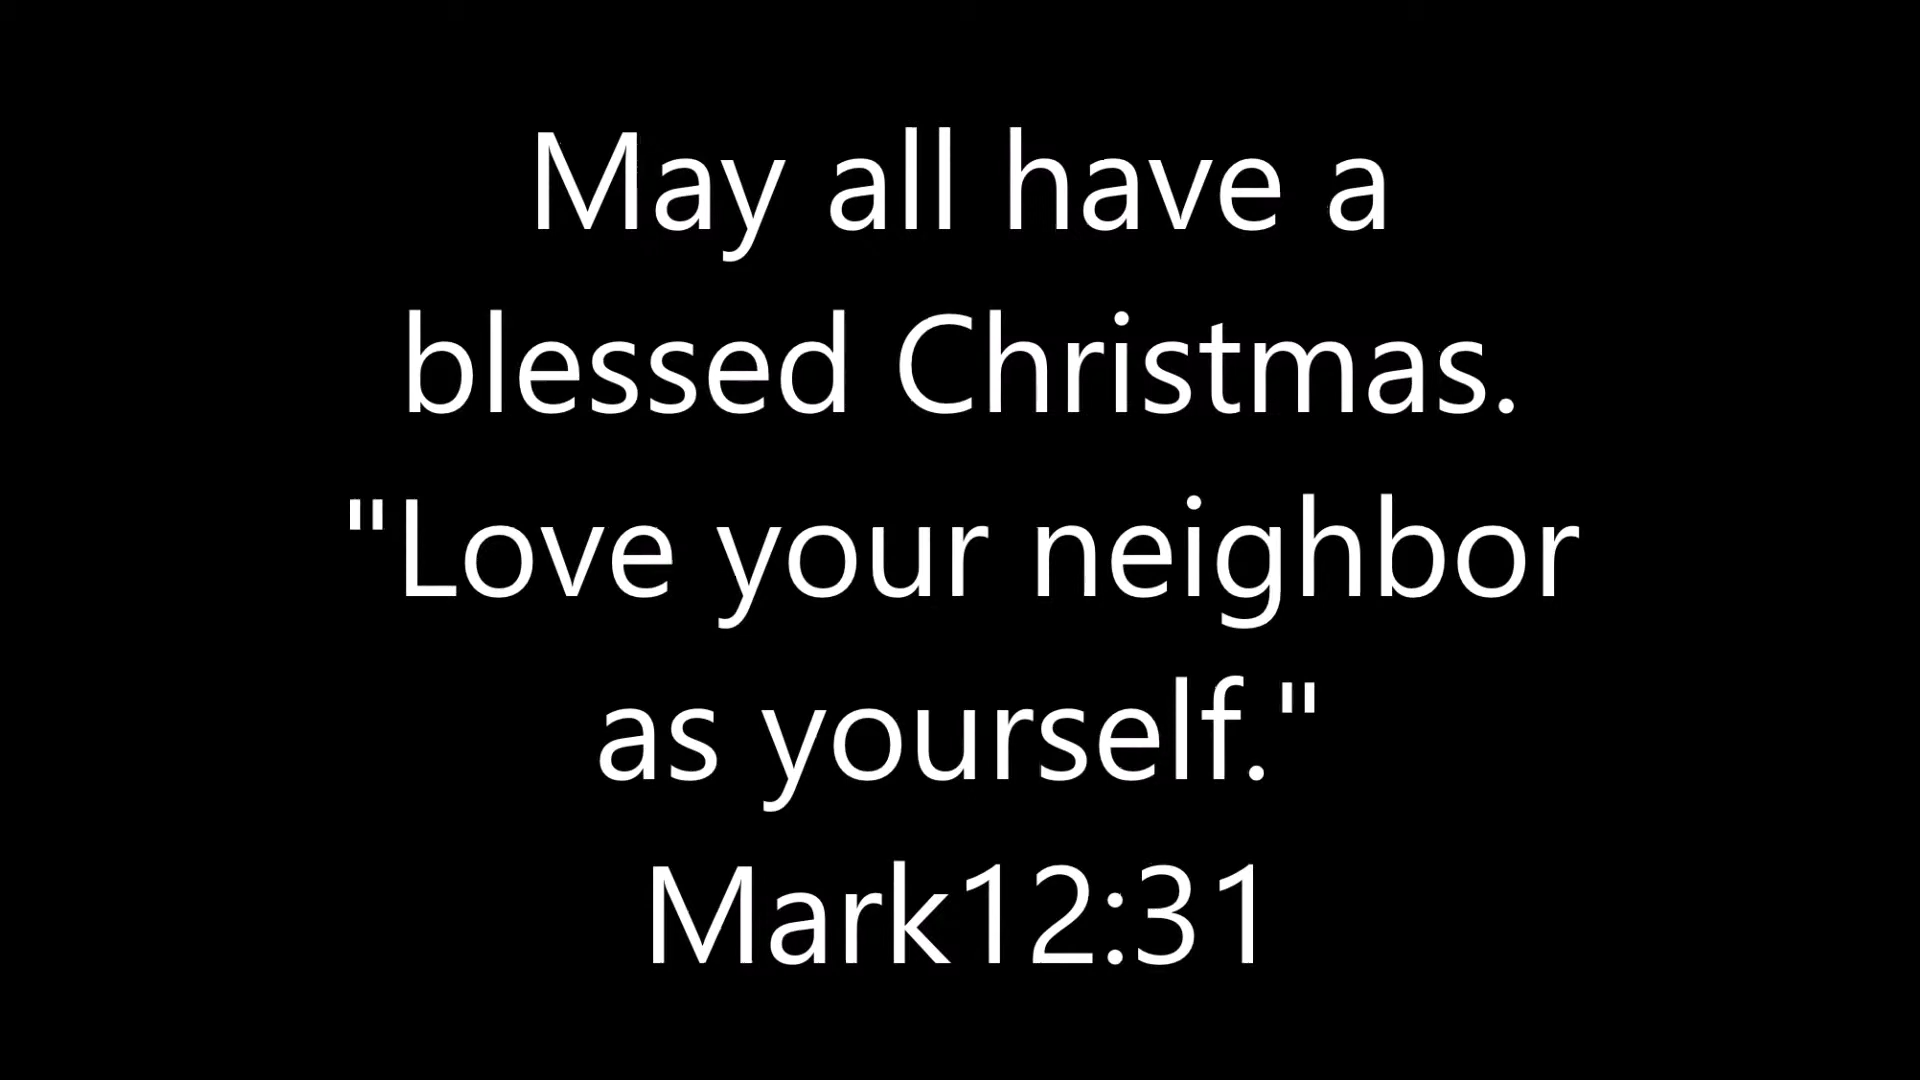 May all have a
blessed Christmas.
"Love your neighbor
as yourself."
Mark12:31